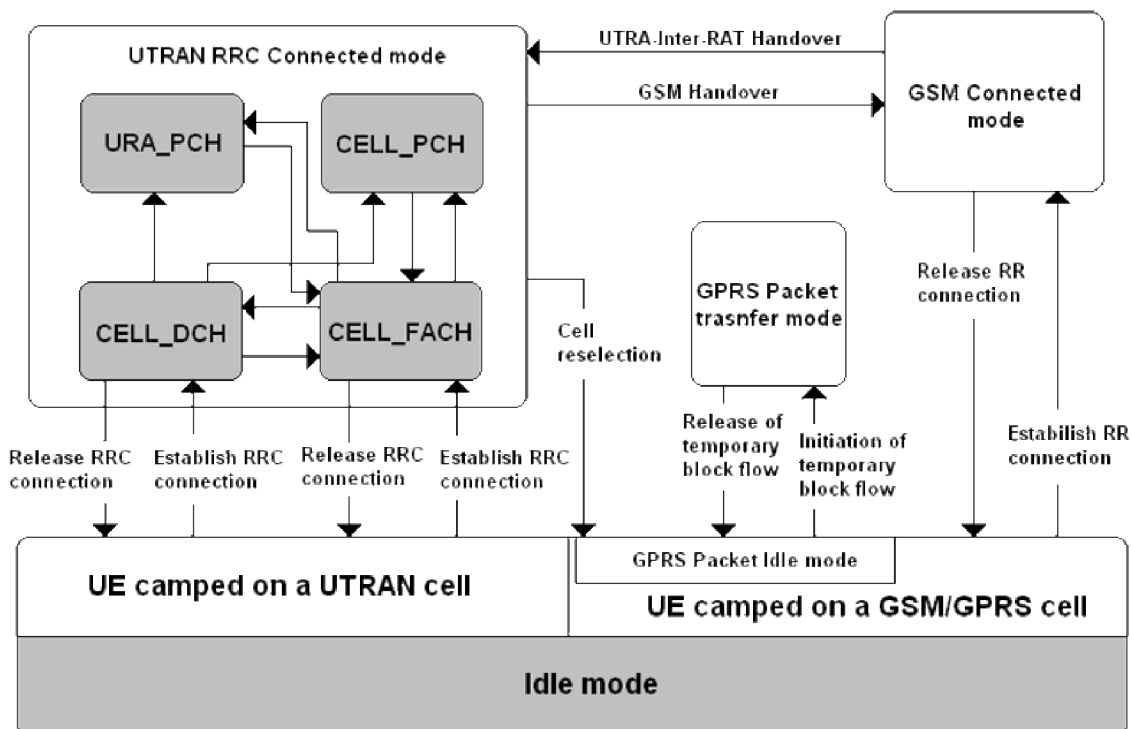 UTRAN RRC Connected mode
URA_PCH
CELL_PCH
CELL_DCH
CELL_FACH
UTRA-Inter-RAT Handover
GSM Handover
GSM Connected
mode
GPRS Packet
trasnfer mode
Cell
reselection
Release RR
connection
Estabilish RR
connection
Release RRC
connection
Establish RRC
connection
Release RRC
connection
Establish RRC
connection
Release of
temporary
block flow
Initiation of
temporary
block flow
UE camped on a UTRAN cell
GPRS Packet Idle mode
UE camped on a GSM/GPRS cell
Idle mode